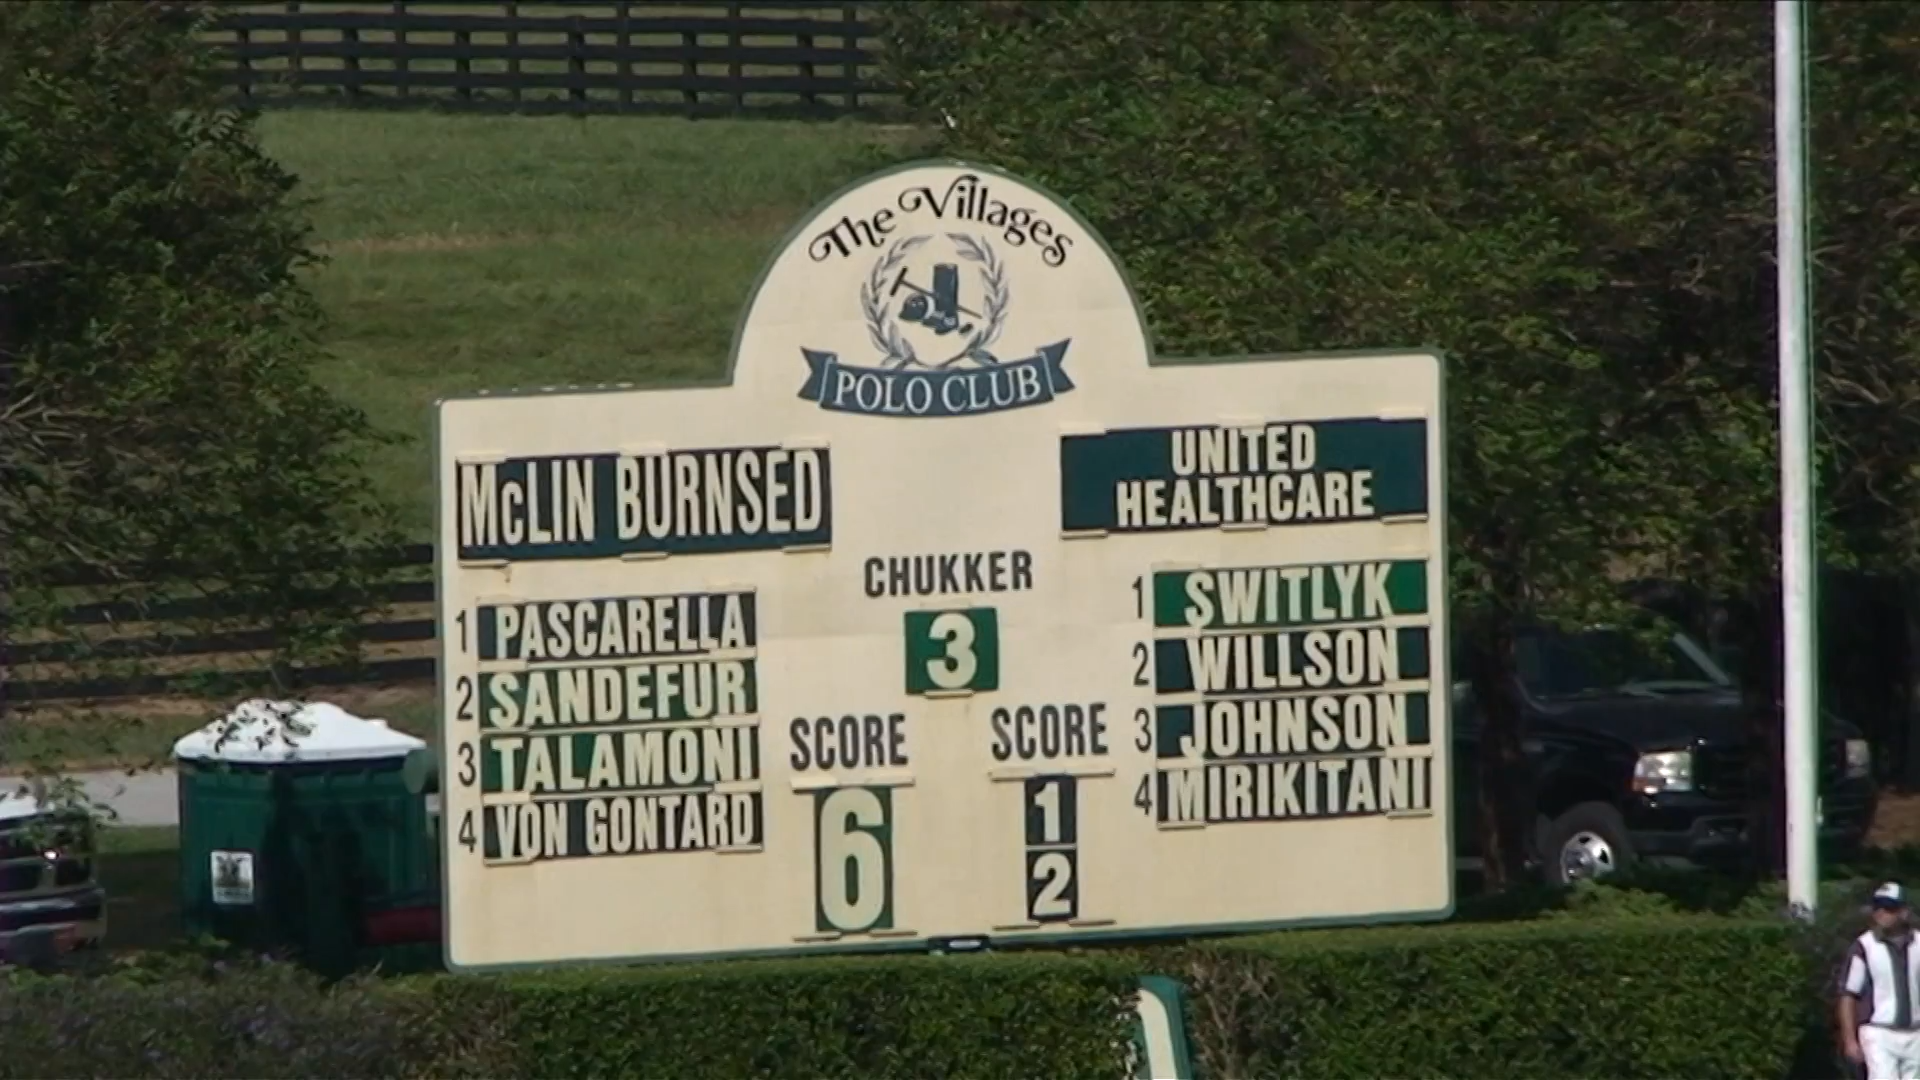 The Villages
POLO CLUB
McLIN BURNSED
UNITED
HEALTHCARE
CHUKKER
3
1 PASCARELLA
2 SANDEFUR
3 TALAMONI
4 VON GONTARD
SCORE
6
SCORE
1
2
1 SWITLYK
2 WILLSON
3 JOHNSON
4 MIRIKITANI